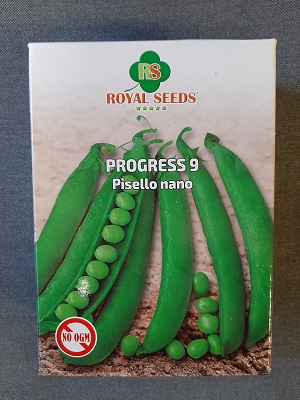 RS
ROYAL SEEDS
PROGRESS 9
Pisello nano
NO OGM